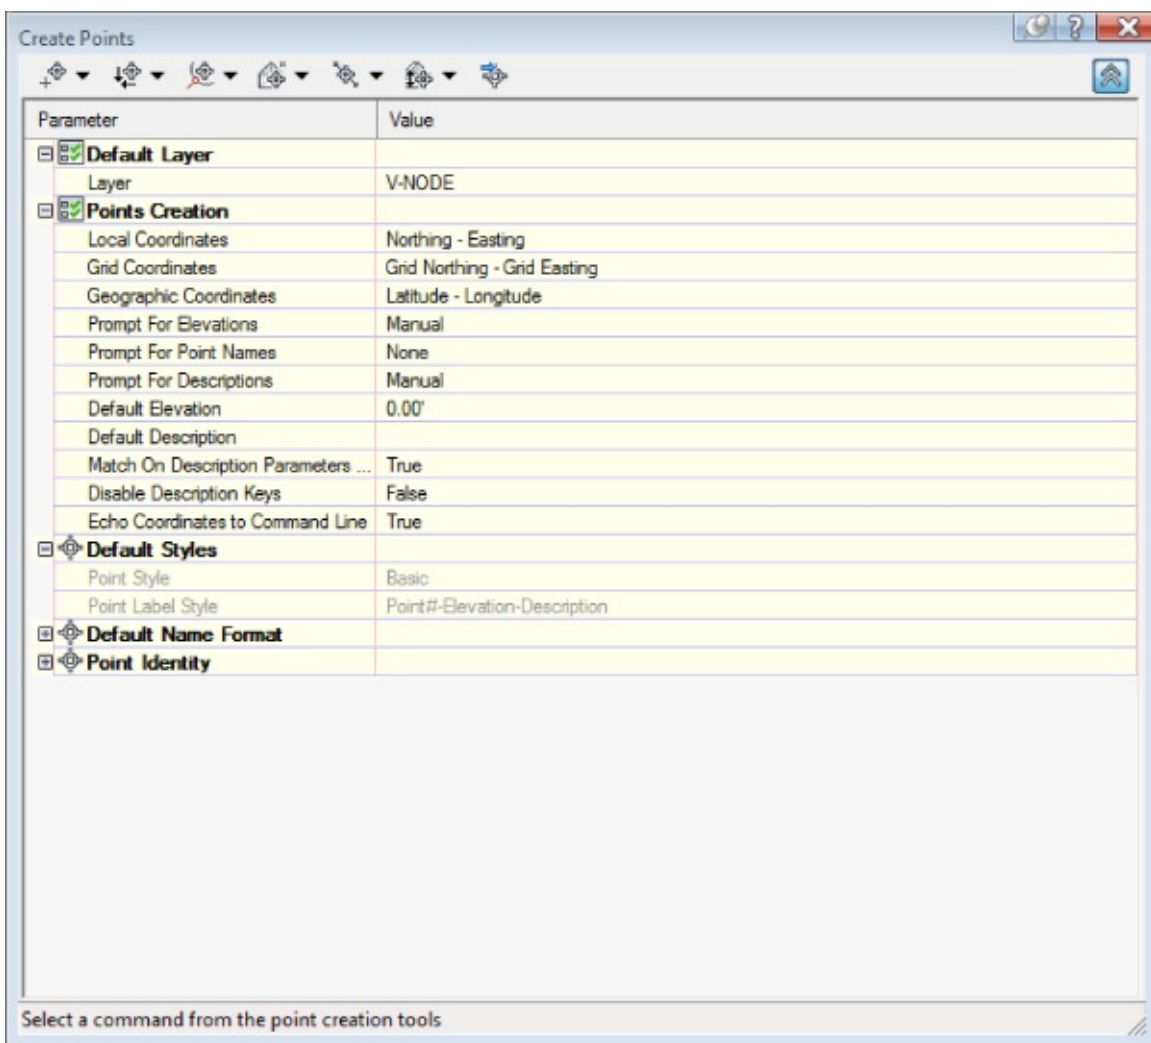 Create Points
Parameter Value
Default Layer
Layer V-NODE
Points Creation
Local Coordinates Northing - Easting
Grid Coordinates Grid Northing - Grid Easting
Geographic Coordinates Latitude - Longitude
Prompt For Elevations Manual
Prompt For Point Names None
Prompt For Descriptions Manual
Default Elevation 0.00'
Default Description
Match On Description Parameters ... True
Disable Description Keys False
Echo Coordinates to Command Line True
Default Styles
Point Style Basic
Point Label Style Point#-Elevation-Description
Default Name Format
Point Identity
Select a command from the point creation tools